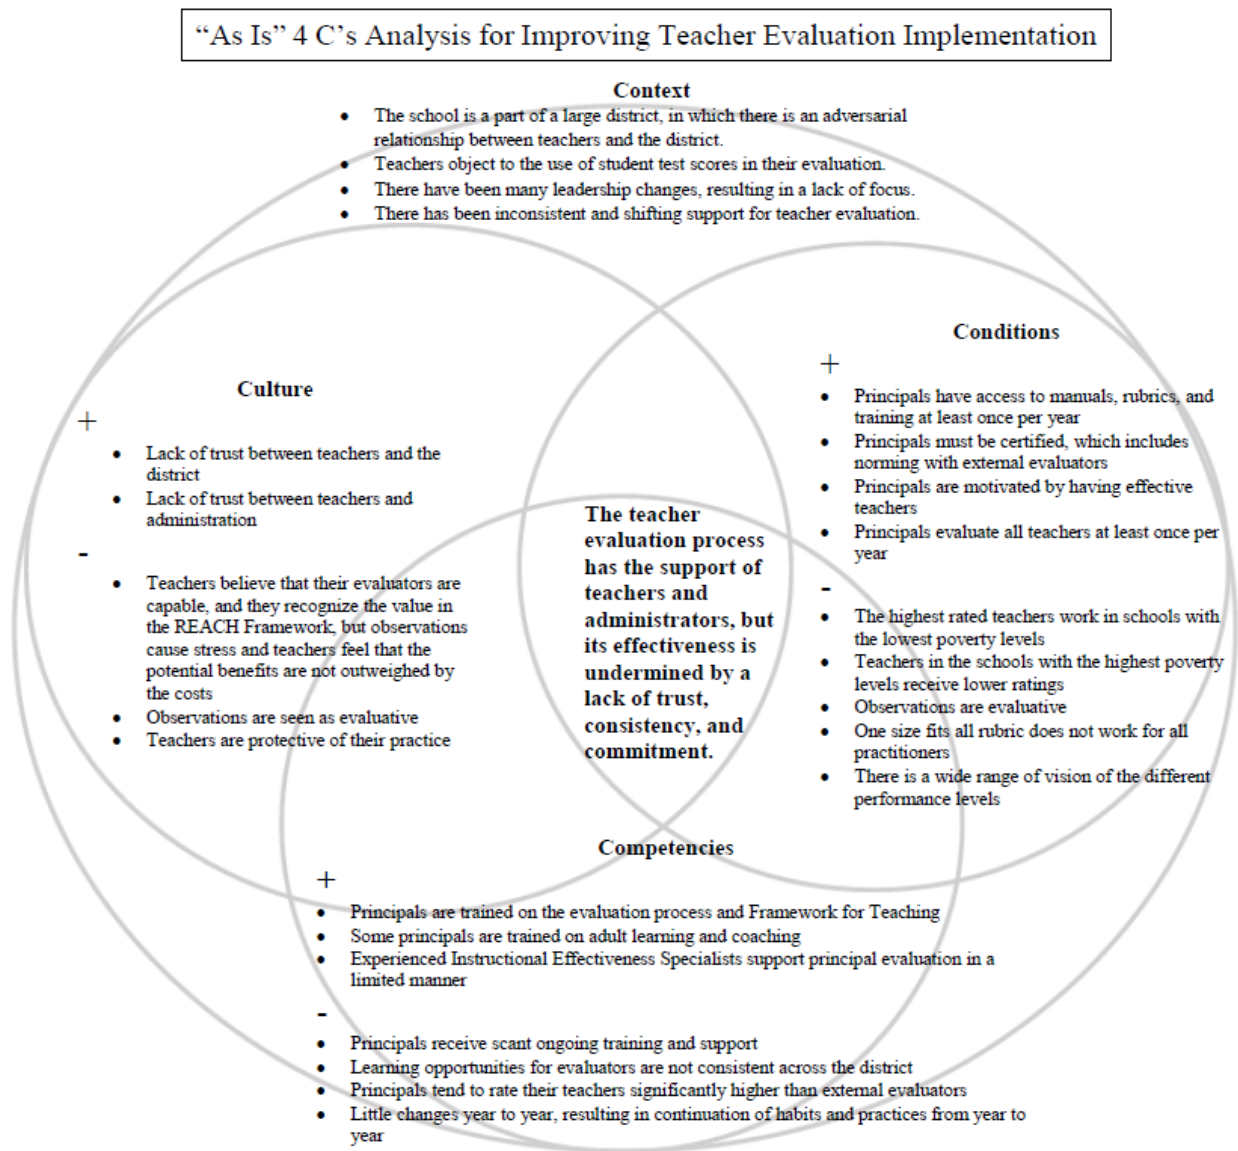 “As Is” 4 C’s Analysis for Improving Teacher Evaluation Implementation
Context
• The school is a part of a large district, in which there is an adversarial
relationship between teachers and the district.
• Teachers object to the use of student test scores in their evaluation.
• There have been many leadership changes, resulting in a lack of focus.
• There has been inconsistent and shifting support for teacher evaluation.
Culture
+
• Lack of trust between teachers and the
district
• Lack of trust between teachers and
administration
-
• Teachers believe that their evaluators are
capable, and they recognize the value in
the REACH Framework, but observations
cause stress and teachers feel that the
potential benefits are not outweighed by
the costs
• Observations are seen as evaluative
• Teachers are protective of their practice
The teacher
evaluation process
has the support of
teachers and
administrators, but
its effectiveness is
undermined by a
lack of trust,
consistency, and
commitment.
Conditions
+
• Principals have access to manuals, rubrics, and
training at least once per year
• Principals must be certified, which includes
norming with external evaluators
• Principals are motivated by having effective
teachers
• Principals evaluate all teachers at least once per
year
-
• The highest rated teachers work in schools with
the lowest poverty levels
• Teachers in the schools with the highest poverty
levels receive lower ratings
• Observations are evaluative
• One size fits all rubric does not work for all
practitioners
• There is a wide range of vision of the different
performance levels
Competencies
+
• Principals are trained on the evaluation process and Framework for Teaching
• Some principals are trained on adult learning and coaching
• Experienced Instructional Effectiveness Specialists support principal evaluation in a
limited manner
-
• Principals receive scant ongoing training and support
• Learning opportunities for evaluators are not consistent across the district
• Principals tend to rate their teachers significantly higher than external evaluators
• Little changes year to year, resulting in continuation of habits and practices from year to
year